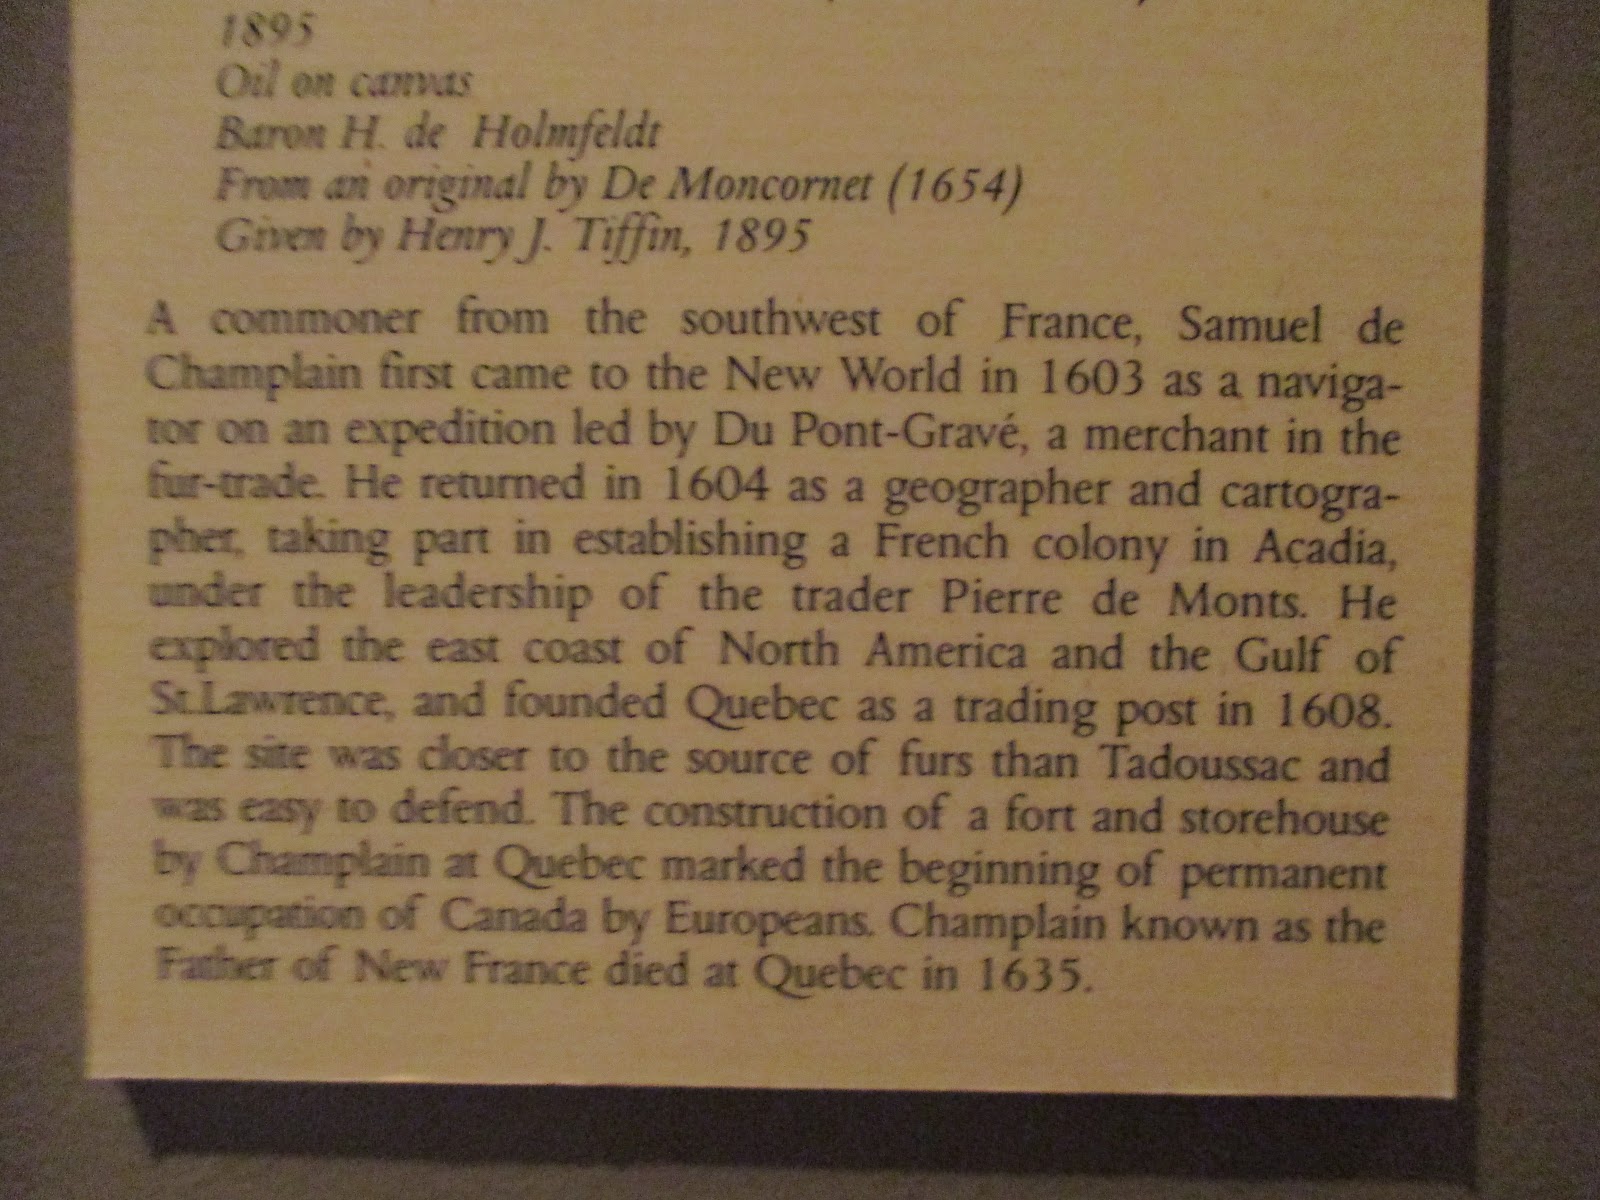 1895
Oil on canvas
Baron H. de Holmfeldt
From an original by De Moncornet (1654)
Given by Henry J. Tiffin, 1895
A commoner from the southwest of France, Samuel de
Champlain first came to the New World in 1603 as a naviga-
tor on an expedition led by Du Pont-Gravé, a merchant in the
fur-trade. He returned in 1604 as a geographer and cartogra-
pher, taking part in establishing a French colony in Acadia,
under the leadership of the trader Pierre de Monts. He
explored the east coast of North America and the Gulf of
St.Lawrence, and founded Quebec as a trading post in 1608.
The site was closer to the source of furs than Tadoussac and
was easy to defend. The construction of a fort and storehouse
by Champlain at Quebec marked the beginning of permanent
occupation of Canada by Europeans. Champlain known as the
Father of New France died at Quebec in 1635.